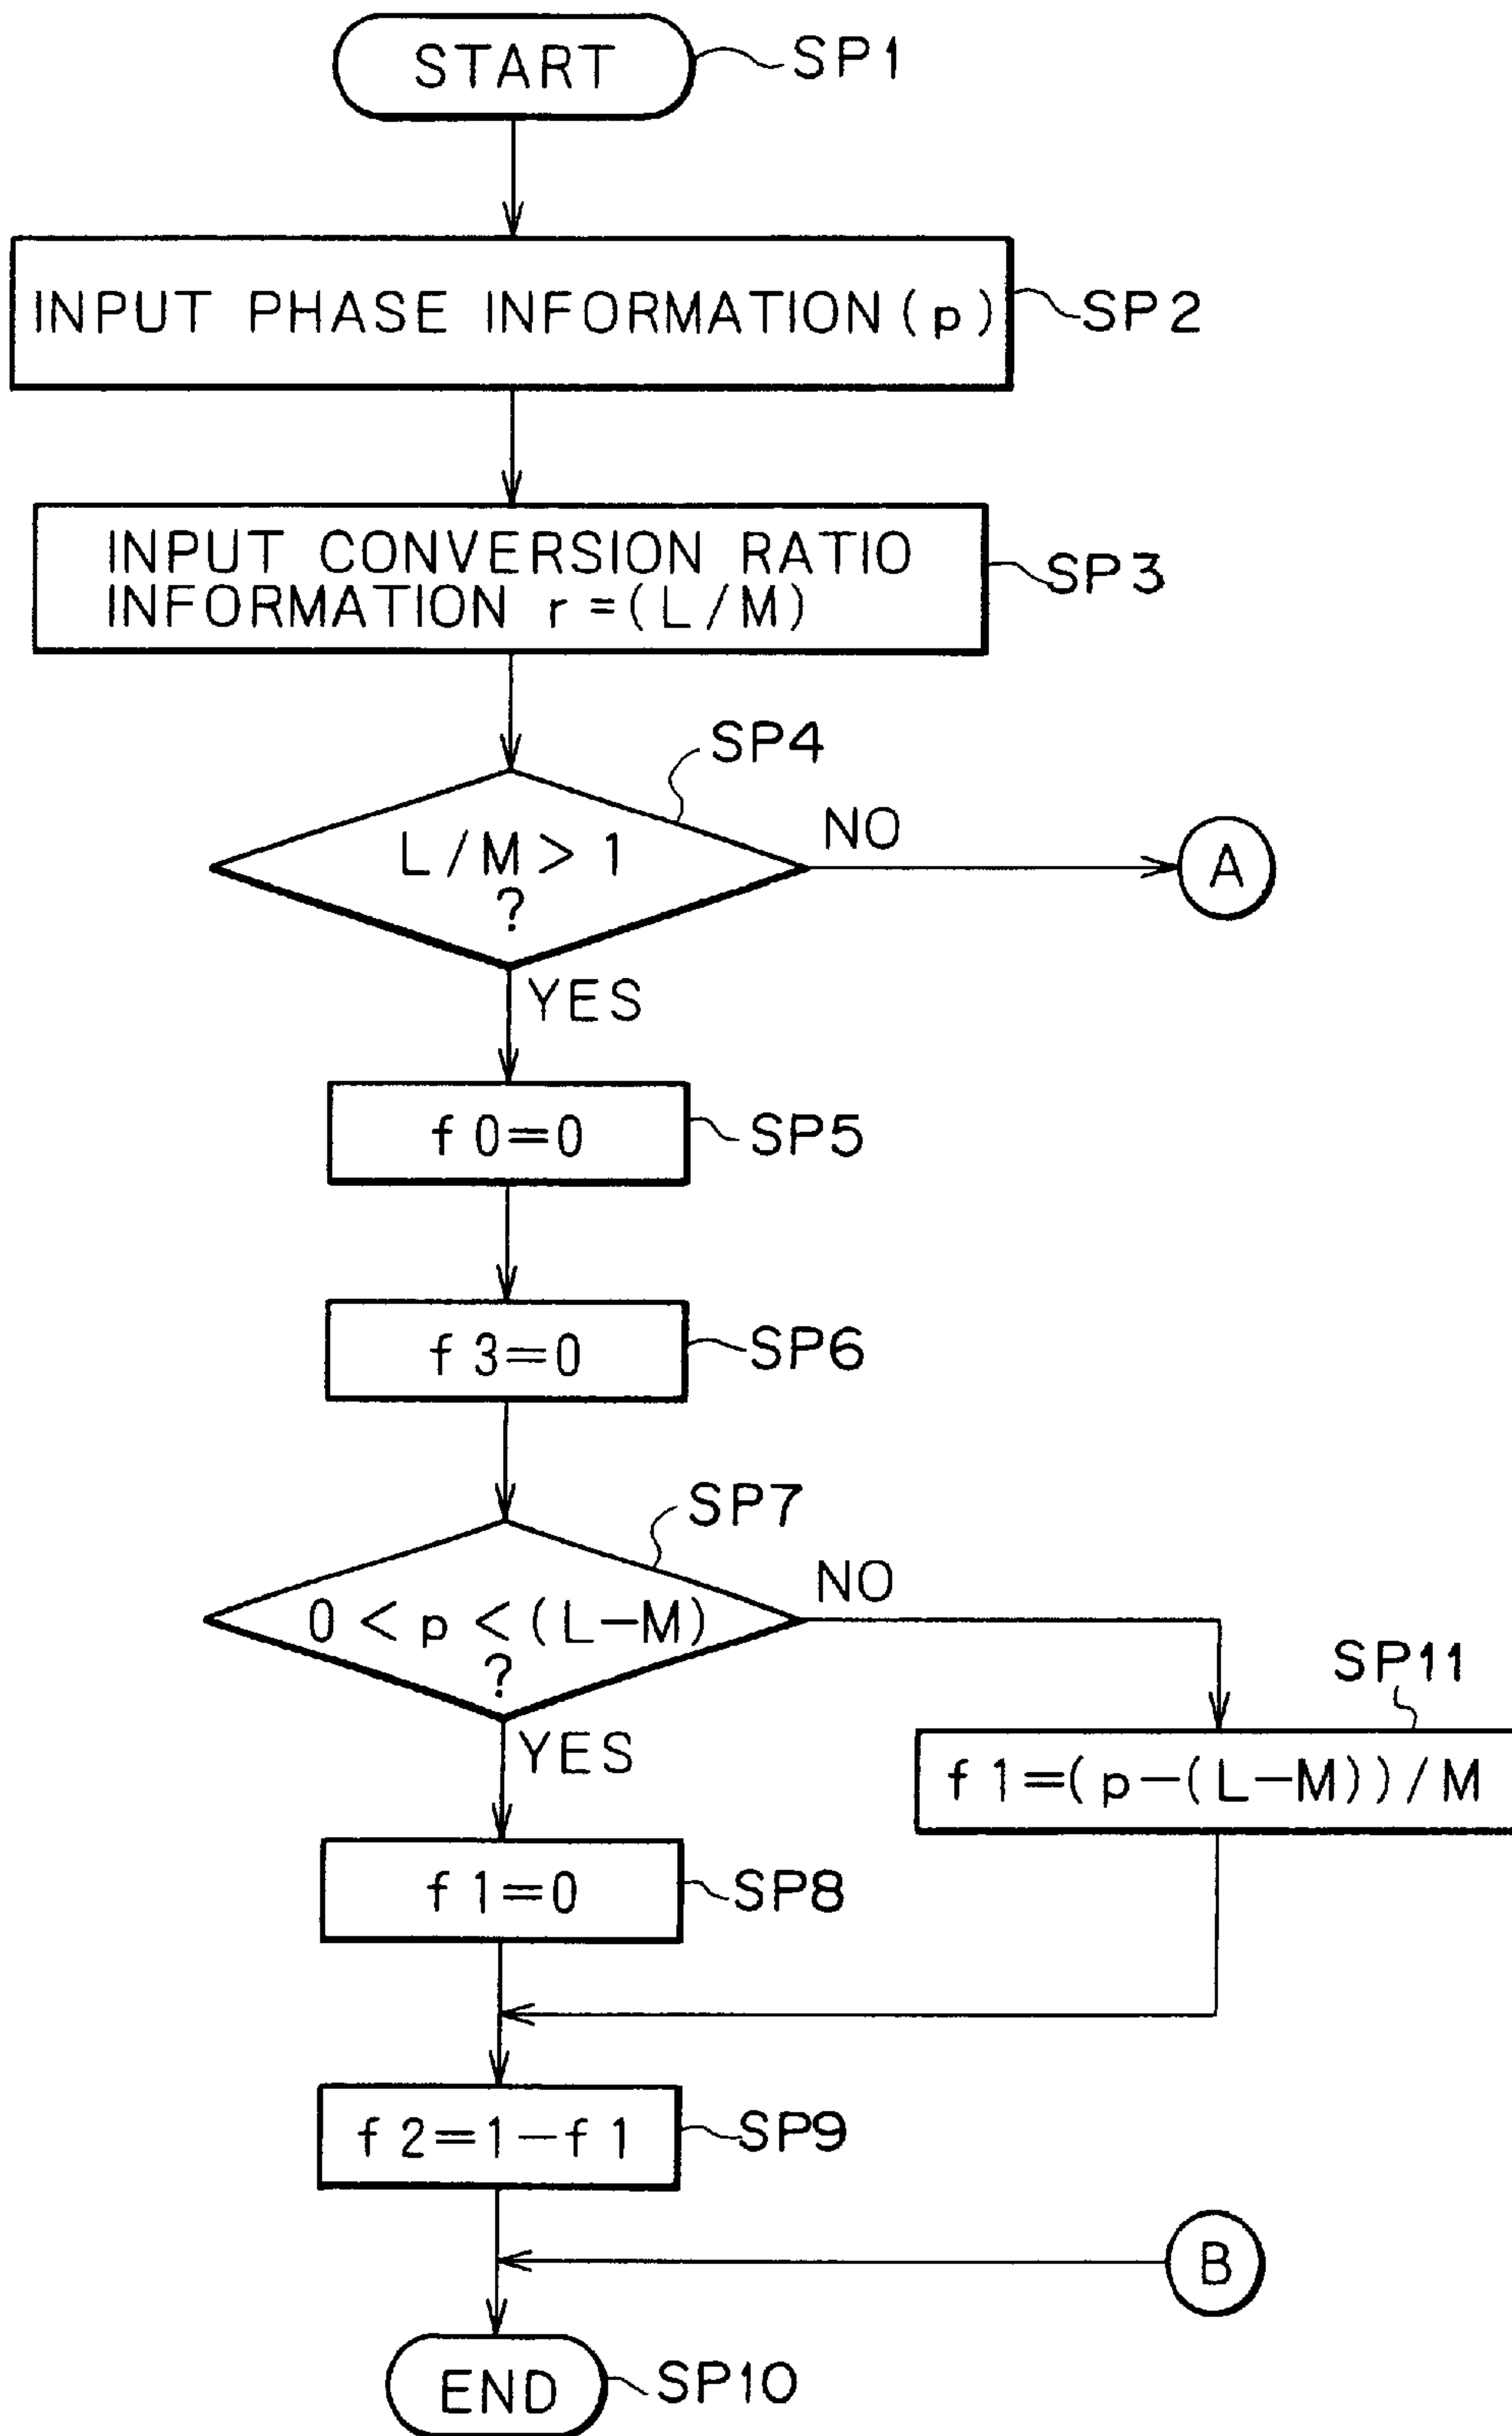 START
SP1
INPUT PHASE INFORMATION(p)
SP2
INPUT CONVERSION RATIO
INFORMATION r=(L/M)
SP3
SP4
L/M>1
?
NO
A
YES
f0=0
SP5
f3=0
SP6
SP7
0<p<(L-M)
?
NO
SP11
f1=(p-(L-M))/M
YES
f1=0
SP8
f2=1-f1
SP9
B
END
SP10